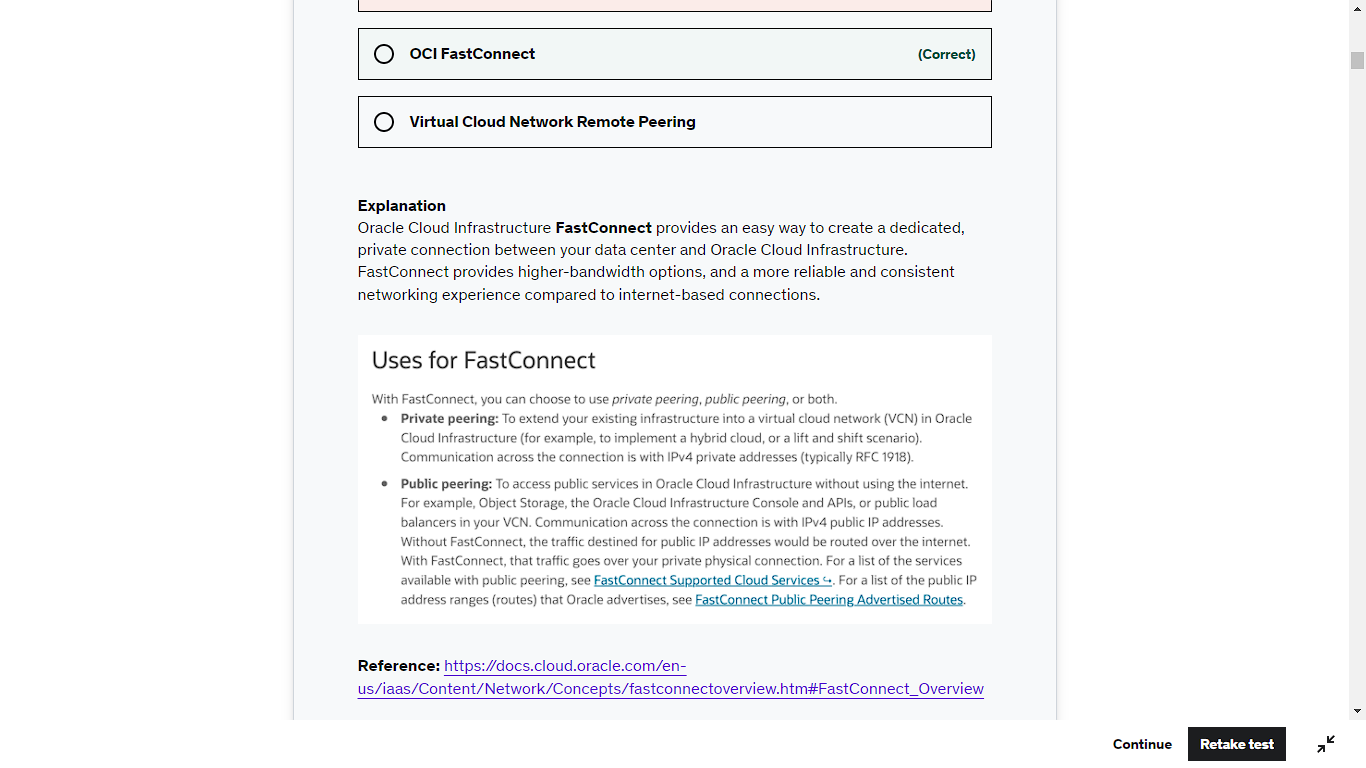 OCI FastConnect (Correct)
Virtual Cloud Network Remote Peering
Explanation
Oracle Cloud Infrastructure FastConnect provides an easy way to create a dedicated,
private connection between your data center and Oracle Cloud Infrastructure.
FastConnect provides higher-bandwidth options, and a more reliable and consistent
networking experience compared to internet-based connections.
Uses for FastConnect
With FastConnect, you can choose to use private peering, public peering, or both.
• Private peering: To extend your existing infrastructure into a virtual cloud network (VCN) in Oracle
Cloud Infrastructure (for example, to implement a hybrid cloud, or a lift and shift scenario).
Communication across the connection is with IPv4 private addresses (typically RFC 1918).
• Public peering: To access public services in Oracle Cloud Infrastructure without using the internet.
For example, Object Storage, the Oracle Cloud Infrastructure Console and APIs, or public load
balancers in your VCN. Communication across the connection is with IPv4 public IP addresses.
Without FastConnect, the traffic destined for public IP addresses would be routed over the internet.
With FastConnect, that traffic goes over your private physical connection. For a list of the services
available with public peering, see FastConnect Supported Cloud Services ↪. For a list of the public IP
address ranges (routes) that Oracle advertises, see FastConnect Public Peering Advertised Routes.
Reference: https://docs.cloud.oracle.com/en-
us/iaas/Content/Network/Concepts/fastconnectoverview.htm#FastConnect_Overview
Continue Retake test